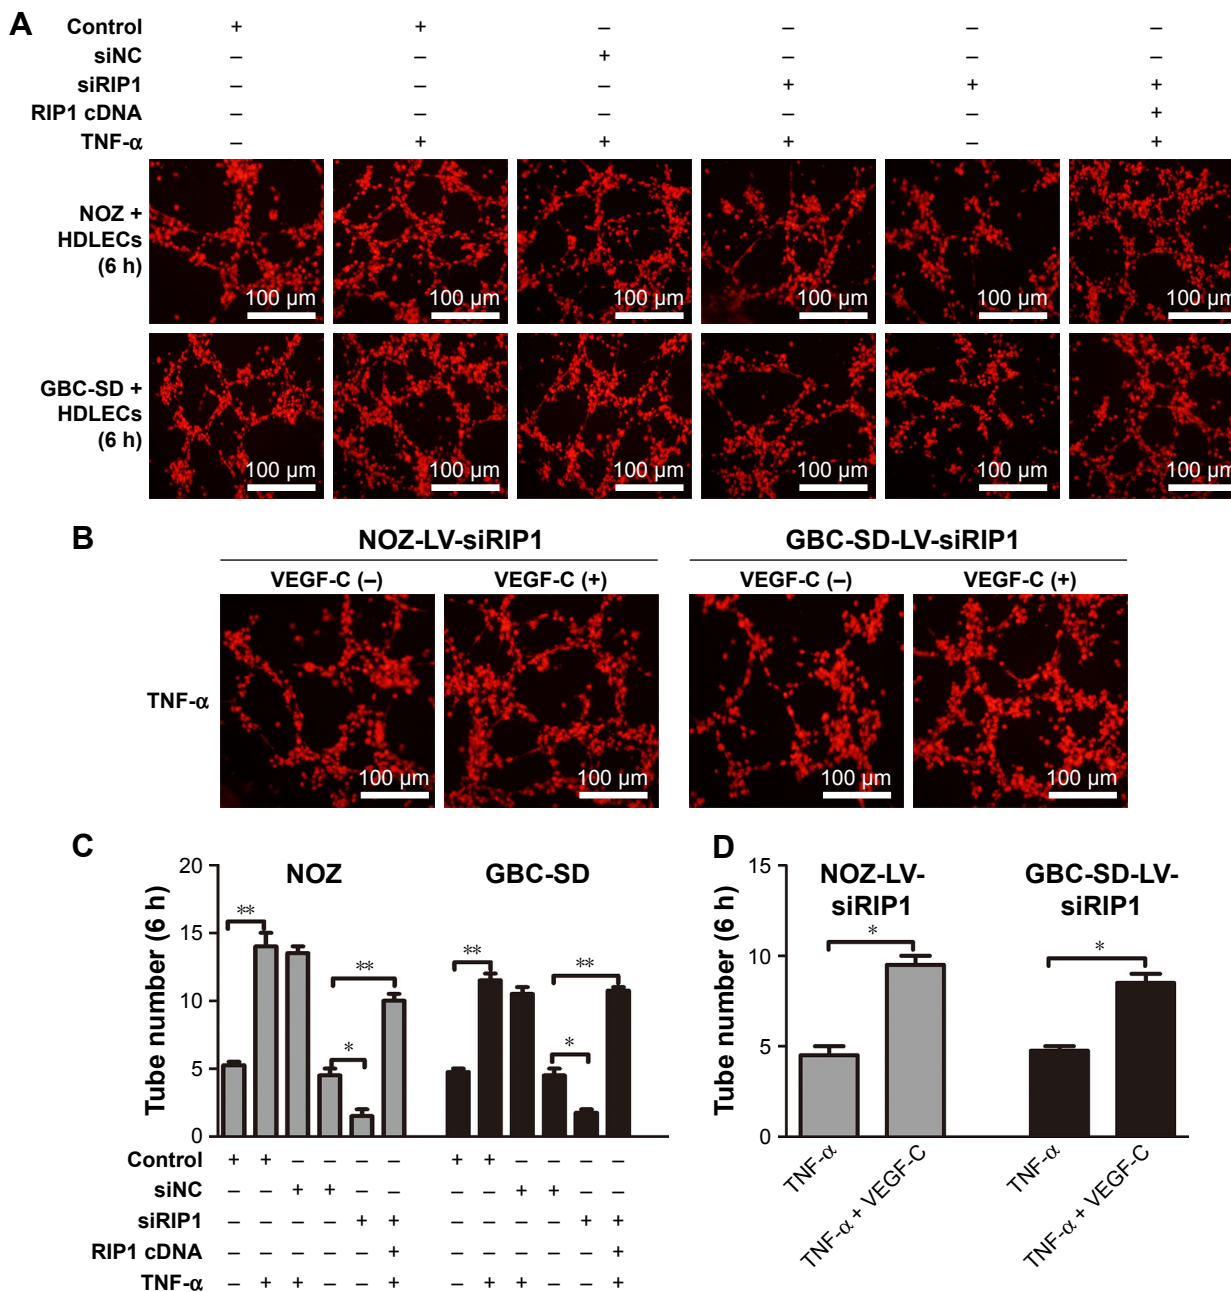 A
Control + + – – – –
siNC – – + – – –
siRIP1 – – – + + +
RIP1 cDNA – – – – – +
TNF-α – + + + – +
NOZ +
HDLECs
(6 h)
100 µm 100 µm 100 µm 100 µm 100 µm 100 µm
GBC-SD +
HDLECs
(6 h)
100 µm 100 µm 100 µm 100 µm 100 µm 100 µm
B
NOZ-LV-siRIP1 GBC-SD-LV-siRIP1
VEGF-C (–) VEGF-C (+) VEGF-C (–) VEGF-C (+)
TNF-α
100 µm 100 µm 100 µm 100 µm
C
NOZ GBC-SD
Tube number (6 h)
20
15
10
5
0
** ** * ** ** *
Control + + – – – – + + – – – –
siNC – – + + – – – – + + – –
siRIP1 – – – – + + – – – – + +
RIP1 cDNA – – – – – + – – – – – +
TNF-α – + + – – + – + + – – +
D
NOZ-LV-
siRIP1
GBC-SD-LV-
siRIP1
Tube number (6 h)
15
10
5
0
* *
TNF-α
TNF-α + VEGF-C
TNF-α
TNF-α + VEGF-C